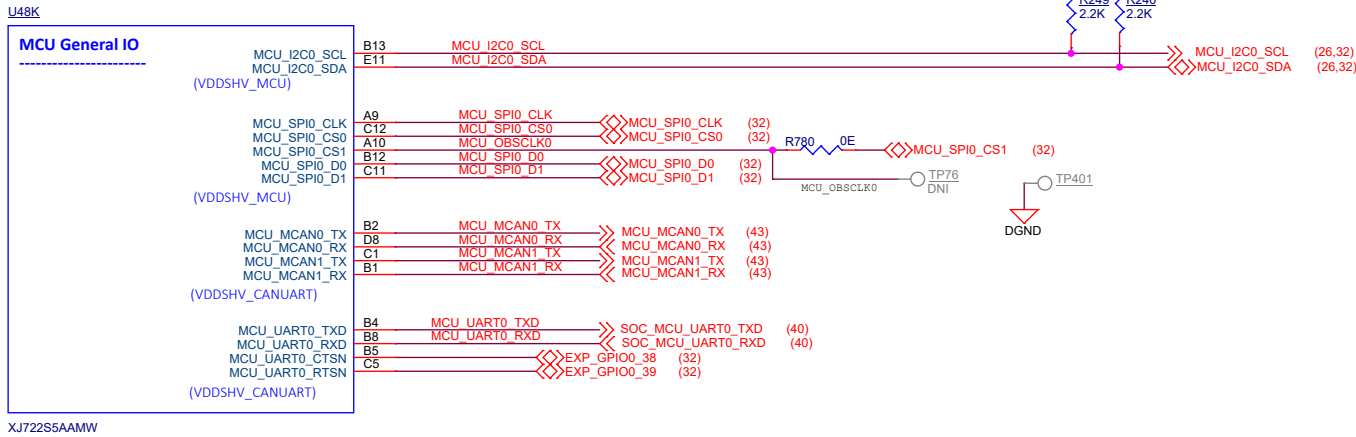 U48K
R249 R240
2.2K 2.2K
MCU General IO
-----------------------
MCU_I2C0_SCL B13 MCU_I2C0_SCL MCU_I2C0_SCL (26,32)
MCU_I2C0_SDA E11 MCU_I2C0_SDA MCU_I2C0_SDA (26,32)
(VDDSHV_MCU)
MCU_SPI0_CLK A9 MCU_SPI0_CLK MCU_SPI0_CLK (32)
MCU_SPI0_CS0 C12 MCU_SPI0_CS0 MCU_SPI0_CS0 (32)
MCU_SPI0_CS1 A10 MCU_OBSCLK0 R780 0E MCU_SPI0_CS1 (32)
MCU_SPI0_D0 B12 MCU_SPI0_D0 MCU_SPI0_D0 (32)
MCU_SPI0_D1 C11 MCU_SPI0_D1 MCU_SPI0_D1 (32)
MCU_OBSCLK0 TP76
DNI
TP401
DGND
(VDDSHV_MCU)
MCU_MCAN0_TX B2 MCU_MCAN0_TX MCU_MCAN0_TX (43)
MCU_MCAN0_RX D8 MCU_MCAN0_RX MCU_MCAN0_RX (43)
MCU_MCAN1_TX C1 MCU_MCAN1_TX MCU_MCAN1_TX (43)
MCU_MCAN1_RX B1 MCU_MCAN1_RX MCU_MCAN1_RX (43)
(VDDSHV_CANUART)
MCU_UART0_TXD B4 MCU_UART0_TXD SOC_MCU_UART0_TXD (40)
MCU_UART0_RXD B8 MCU_UART0_RXD SOC_MCU_UART0_RXD (40)
MCU_UART0_CTSN B5 EXP_GPIO0_38 (32)
MCU_UART0_RTSN C5 EXP_GPIO0_39 (32)
(VDDSHV_CANUART)
XJ722S5AAMW